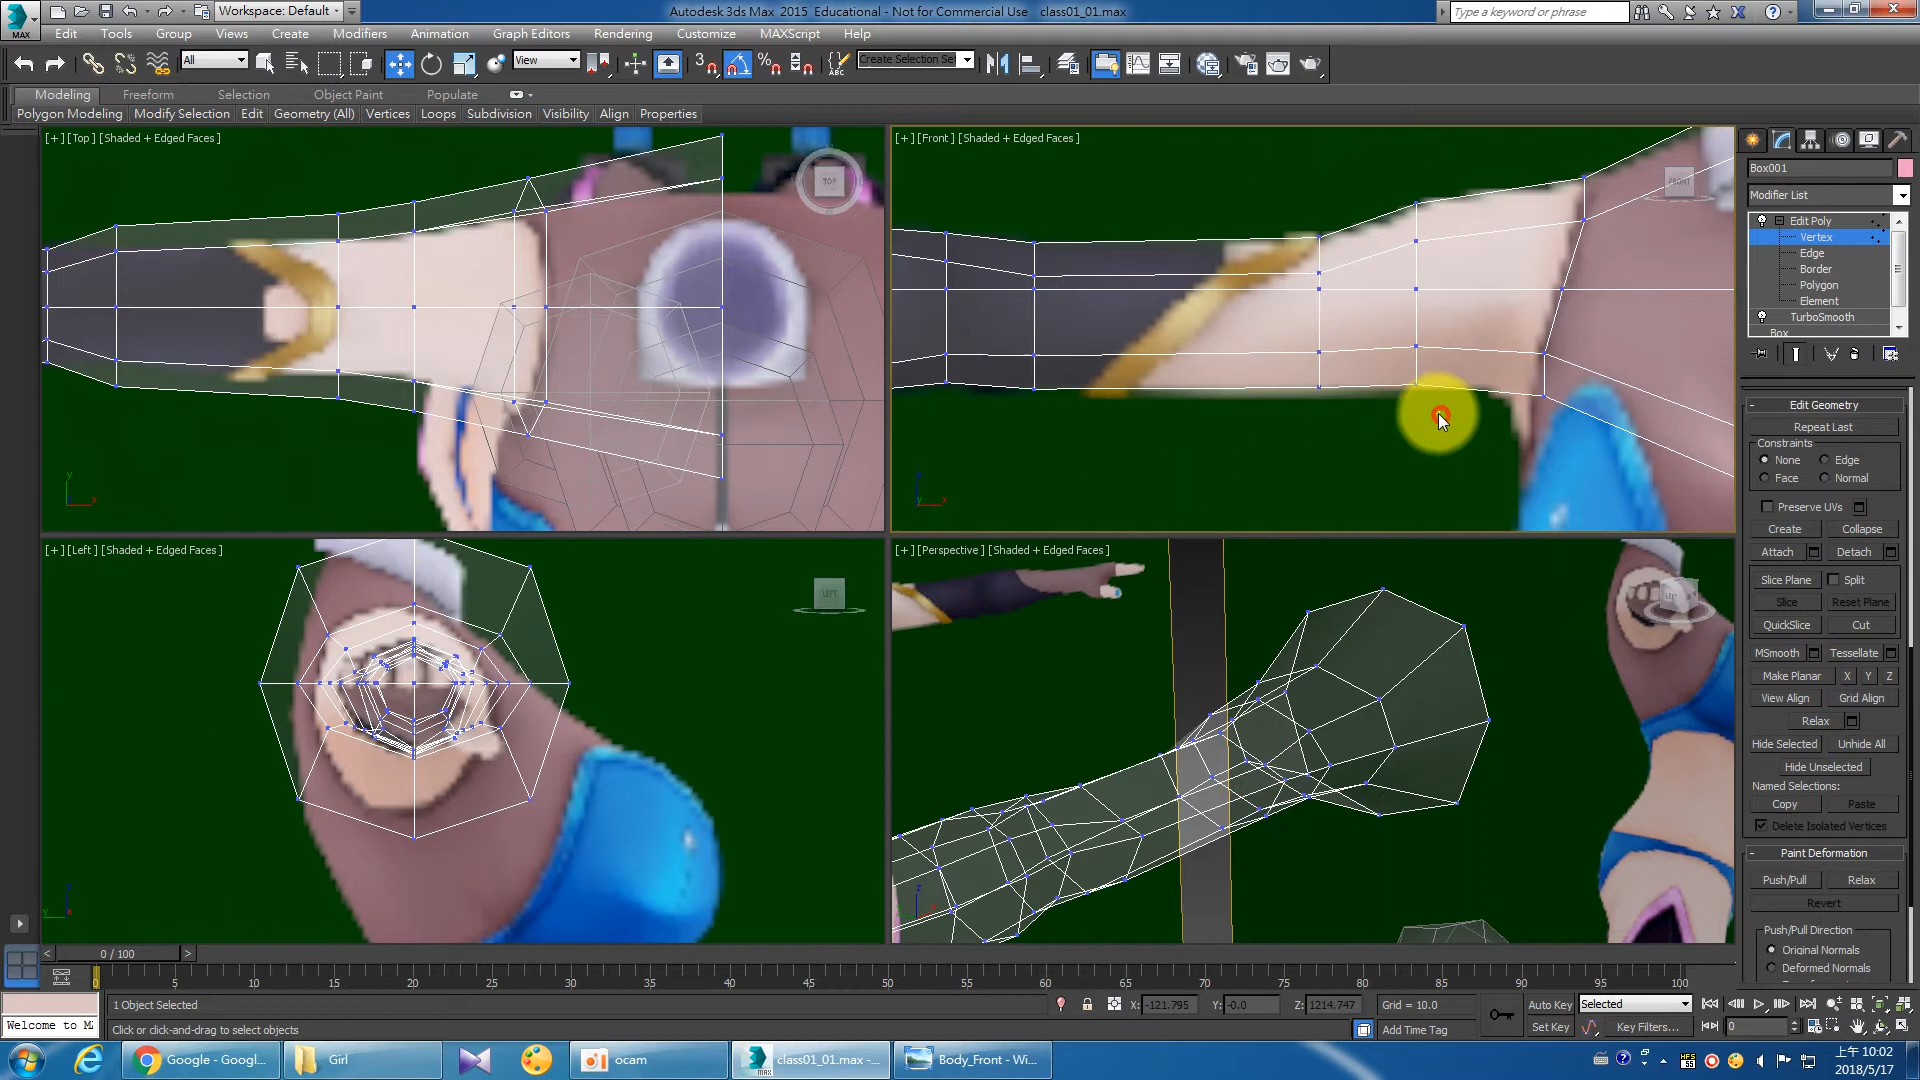 MAX
Workspace: Default
Autodesk 3ds Max 2015 Educational - Not for Commercial Use class01_01.max
Type a keyword or phrase
Edit Tools Group Views Create Modifiers Animation Graph Editors Rendering Customize MAXScript Help
All
View
3
Create Selection Se
Modeling Freeform Selection Object Paint Populate
Polygon Modeling Modify Selection Edit Geometry (All) Vertices Loops Subdivision Visibility Align Properties
[+] [Top] [Shaded + Edged Faces]
TOP
[+] [Front] [Shaded + Edged Faces]
FRONT
Box001
Modifier List
Edit Poly
Vertex
Edge
Border
Polygon
Element
TurboSmooth
Box
Edit Geometry
Repeat Last
Constraints
None Edge
Face Normal
Preserve UVs
Create Collapse
Attach Detach
Slice Plane Split
Slice Reset Plane
QuickSlice Cut
MSmooth Tessellate
Make Planar X Y Z
View Align Grid Align
Relax
Hide Selected Unhide All
Hide Unselected
Named Selections:
Copy Paste
Delete Isolated Vertices
Paint Deformation
Push/Pull Relax
Revert
Push/Pull Direction
Original Normals
Deformed Normals
[+] [Left] [Shaded + Edged Faces]
LEFT
[+] [Perspective] [Shaded + Edged Faces]
0 / 100
0 5 10 15 20 25 30 35 40 45 50 55 60 65 70 75 80 85 90 95 100
1 Object Selected
X: -121.795 Y: -0.0 Z: 1214.747 Grid = 10.0
Auto Key Selected
Welcome to M
Click or click-and-drag to select objects
Add Time Tag
Set Key Key Filters... 0
Google - Googl...
Girl
ocam
class01_01.max -...
Body_Front - Wi...
上午 10:02
2018/5/17